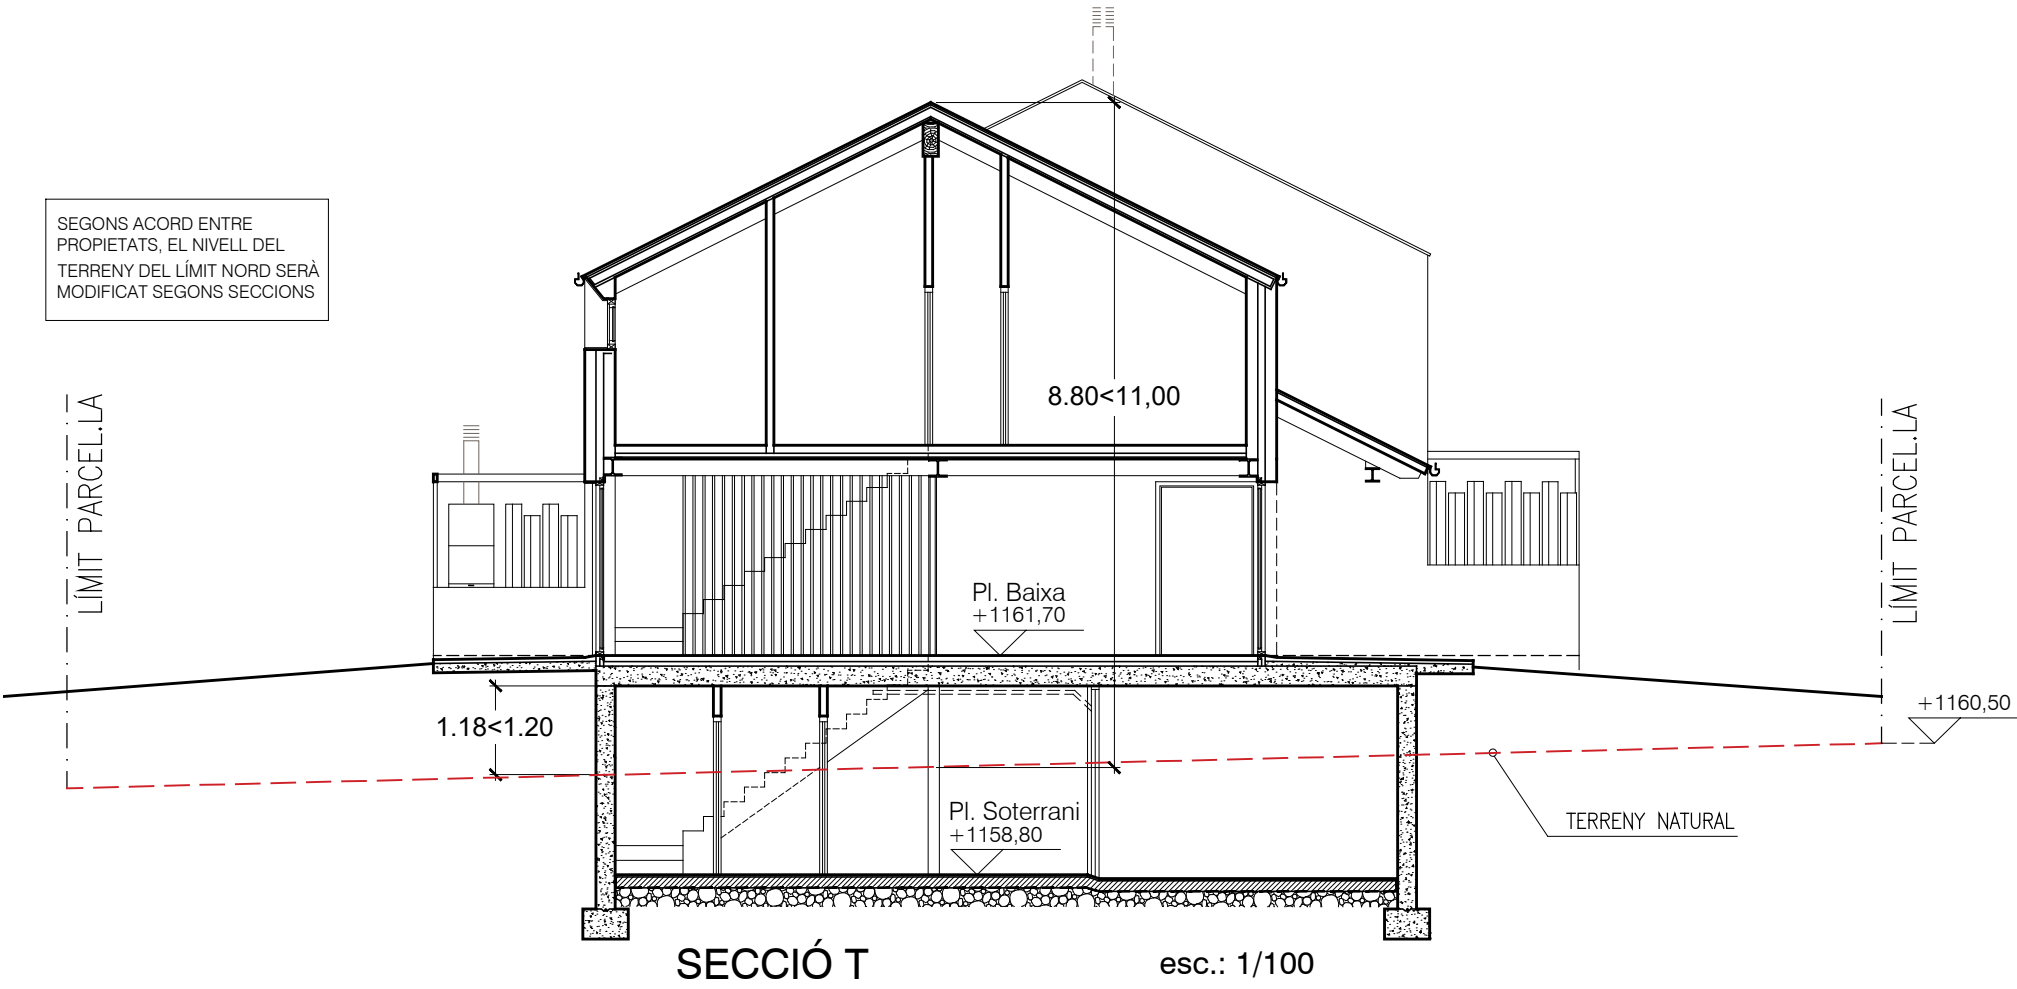 SEGONS ACORD ENTRE
PROPIETATS, EL NIVELL DEL
TERRENY DEL LÍMIT NORD SERÀ
MODIFICAT SEGONS SECCIONS
LÍMIT PARCEL.LA
8.80<11,00
LÍMIT PARCEL.LA
Pl. Baixa
+1161,70
+1160,50
1.18<1.20
Pl. Soterrani
+1158,80
TERRENY NATURAL
SECCIÓ T
esc.: 1/100